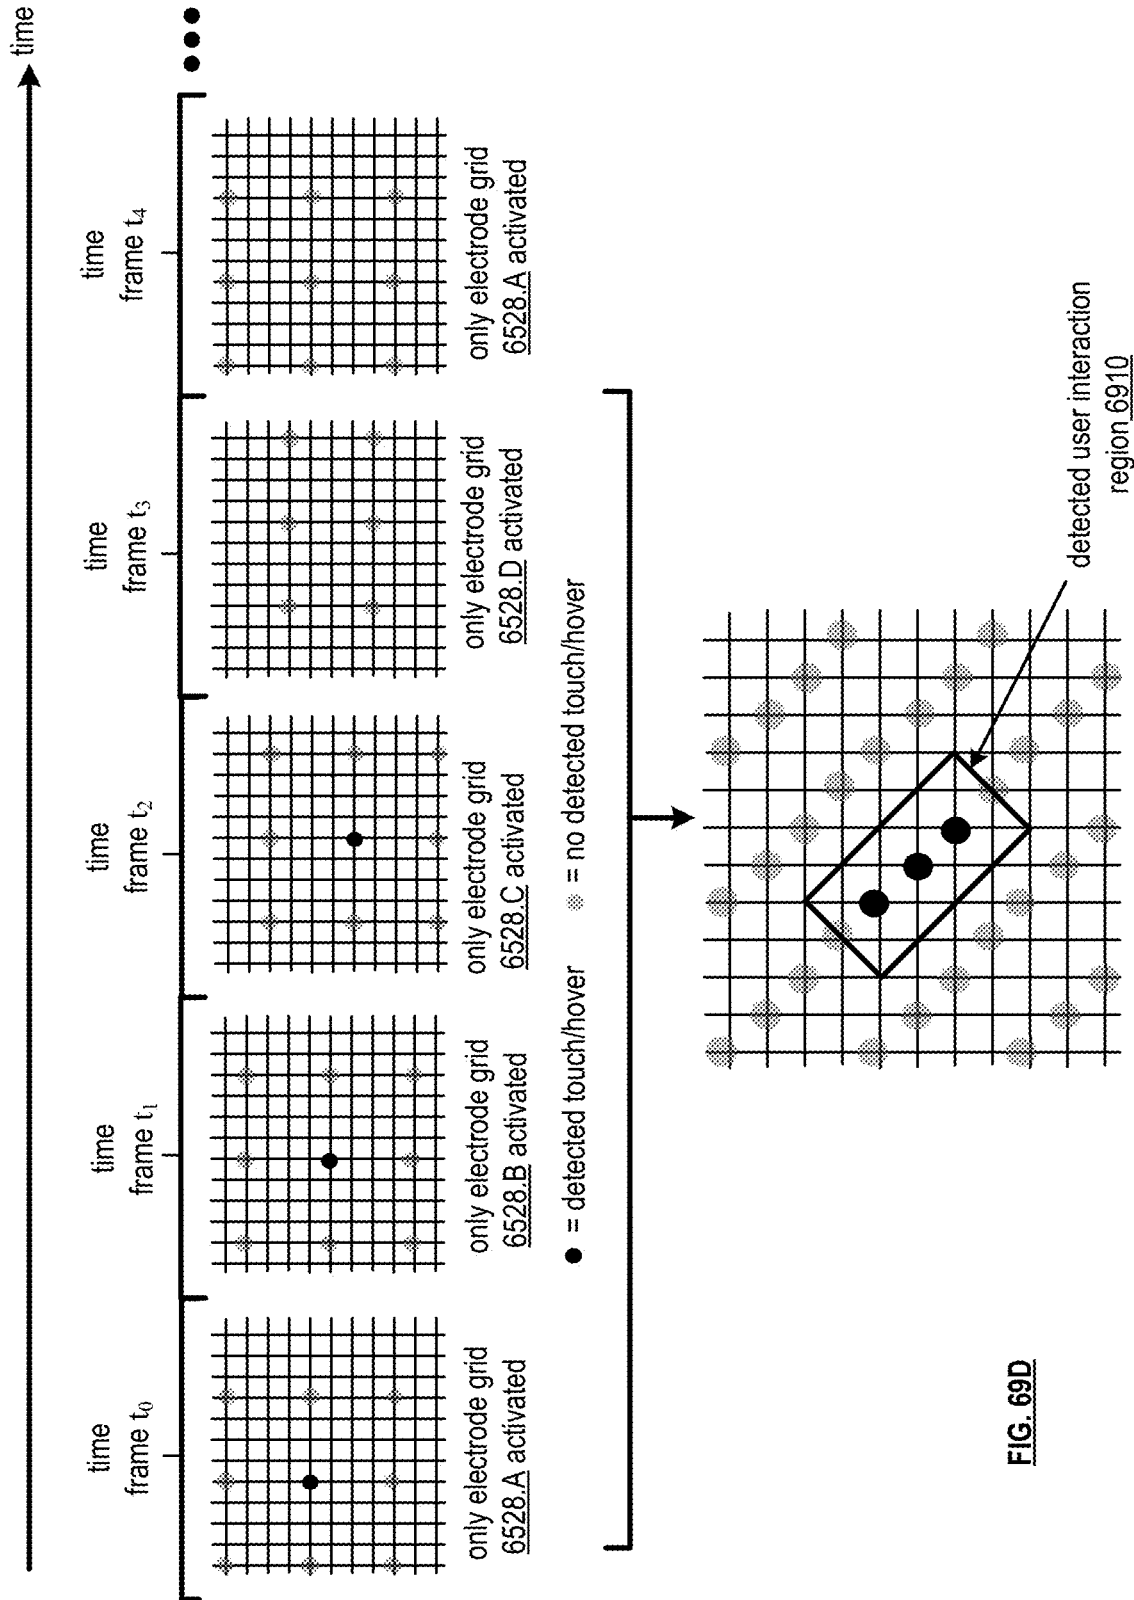 time
time
frame t0
time
frame t1
time
frame t2
time
frame t3
time
frame t4
only electrode grid
6528.A activated
only electrode grid
6528.B activated
only electrode grid
6528.C activated
only electrode grid
6528.D activated
only electrode grid
6528.A activated
= detected touch/hover
= no detected touch/hover
detected user interaction
region 6910
FIG. 69D